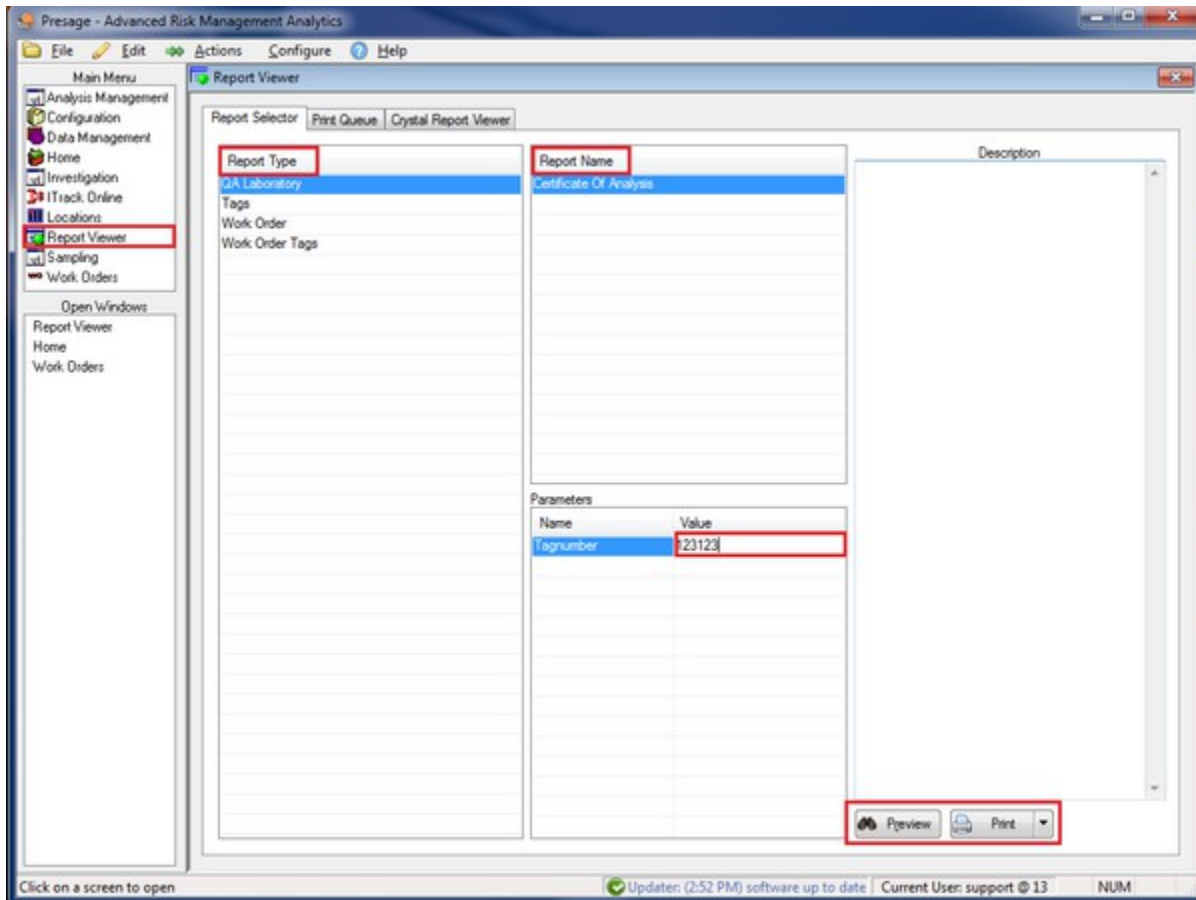 Presage - Advanced Risk Management Analytics
File Edit Actions Configure Help
Main Menu
Analysis Management
Configuration
Data Management
Home
Investigation
ITrack Online
Locations
Report Viewer
Sampling
Work Orders
Open Windows
Report Viewer
Home
Work Orders
Report Viewer
Report Selector Print Queue Crystal Report Viewer
Report Type
QA Laboratory
Tags
Work Order
Work Order Tags
Report Name
Certificate Of Analysis
Parameters
Name Value
Tagnumber 123123
Description
Preview Print
Click on a screen to open
Updater: (2:52 PM) software up to date Current User: support @ 13 NUM